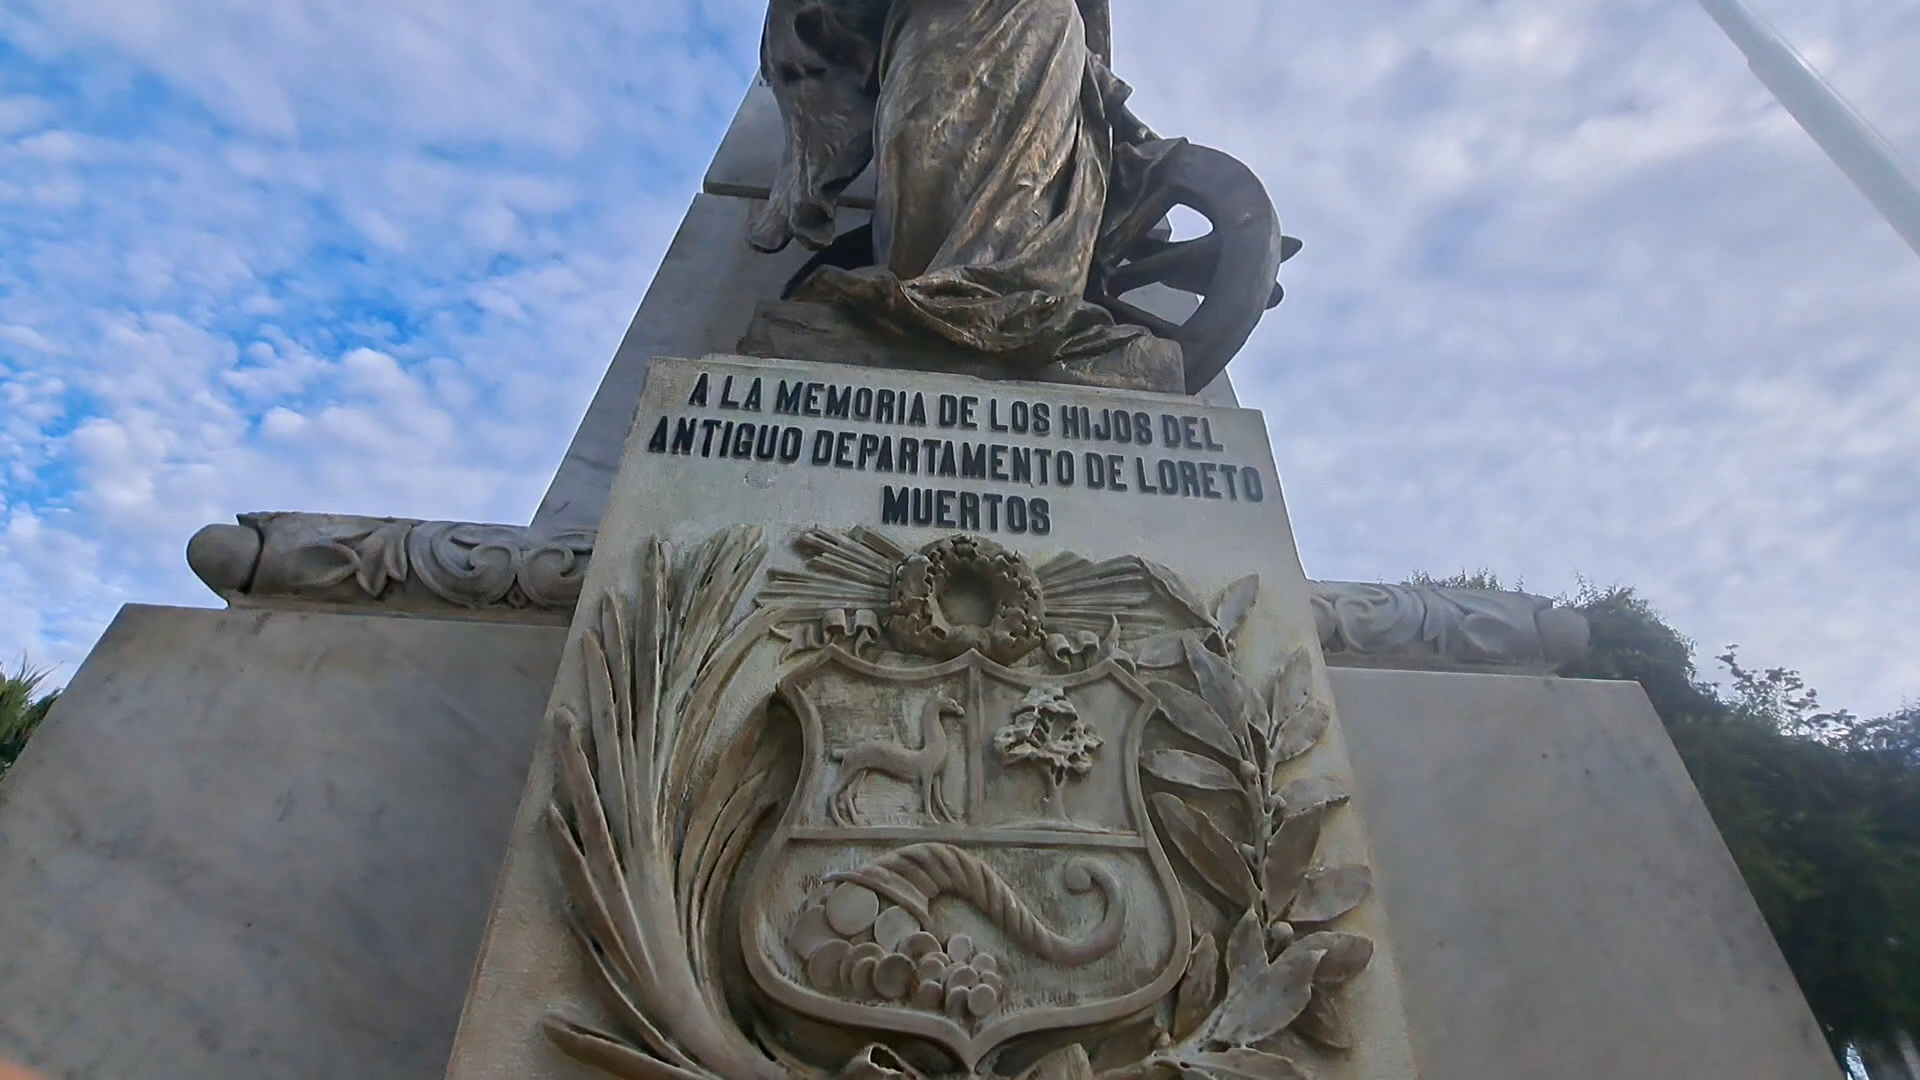 A LA MEMORIA DE LOS HIJOS DEL
ANTIGUO DEPARTAMENTO DE LORETO
MUERTOS